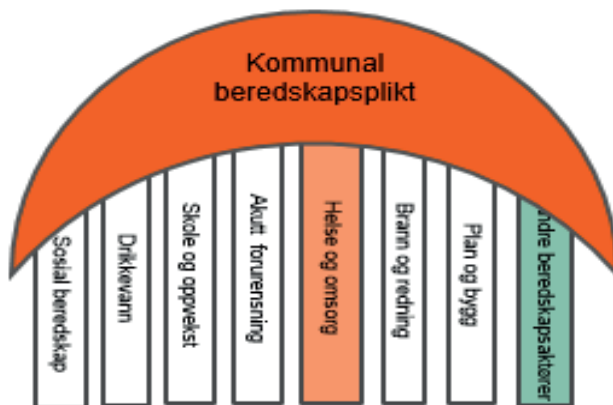 Kommunal
beredskapsplikt
Sosial beredskap
Drikkevann
Skole og oppvekst
Akutt forurensning
Helse og omsorg
Brann og redning
Plan og bygg
ndre beredskapsaktører